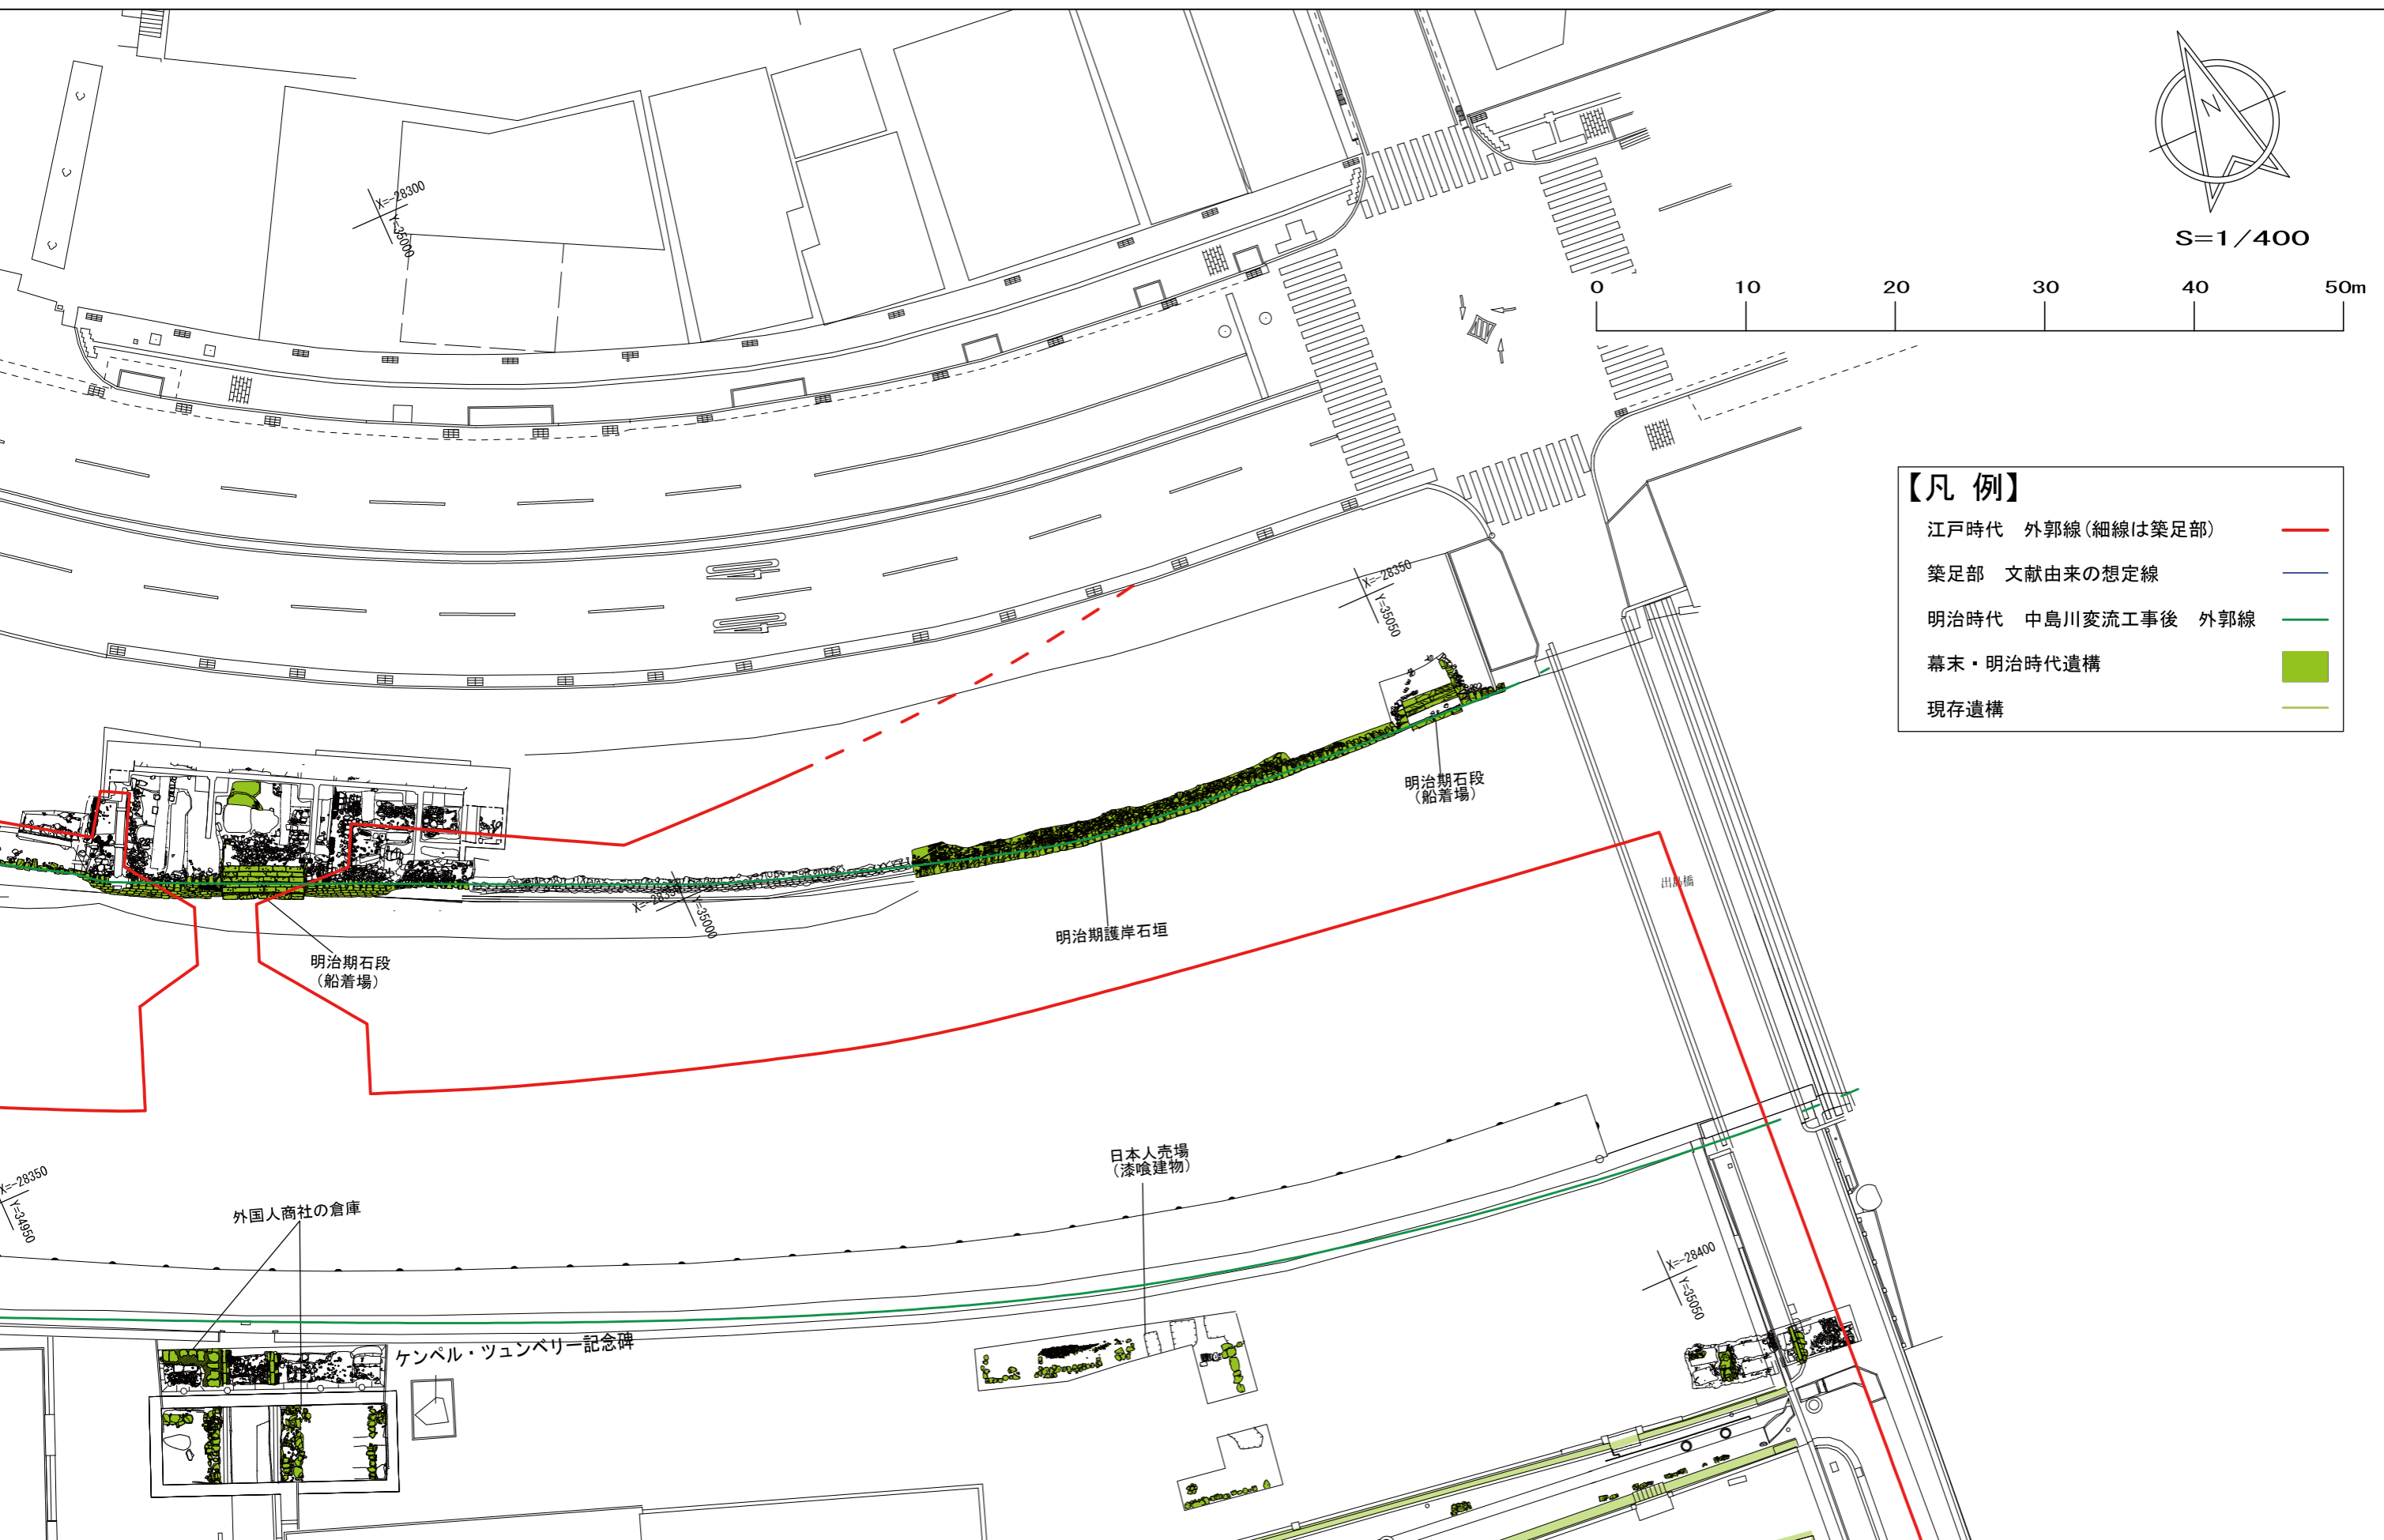 N
S=1/400
0 10 20 30 40 50m
X=-28300
Y=35000
【凡 例】
江戸時代 外郭線(細線は築足部)
築足部 文献由来の想定線
明治時代 中島川変流工事後 外郭線
幕末・明治時代遺構
現存遺構
X=-28350
Y=35050
明治期石段
(船着場)
出島橋
Y=35000
明治期護岸石垣
明治期石段
(船着場)
日本人売場
(漆喰建物)
X=-28350
Y=34950
外国人商社の倉庫
X=-28400
Y=35050
ケンペル・ツュンベリー記念碑